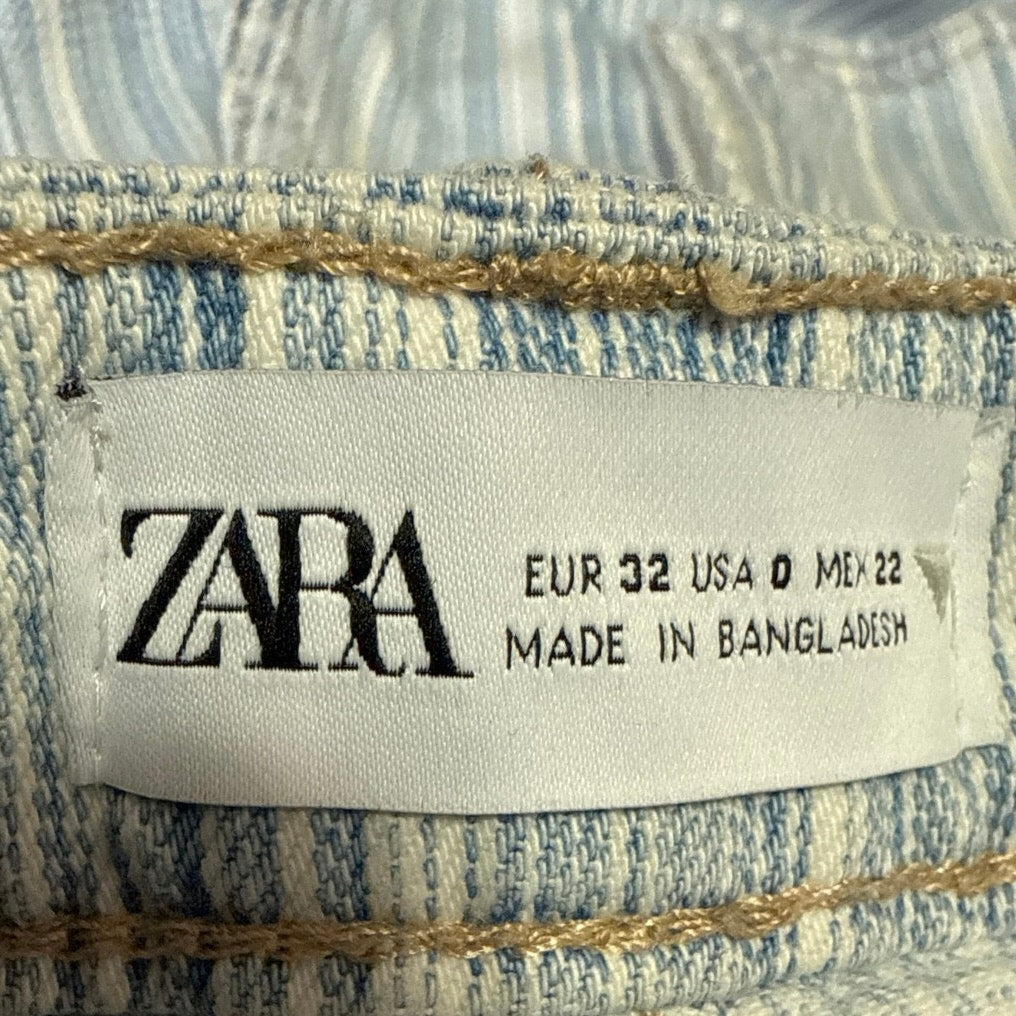 ZARA
EUR 32 USA 0 MEX 22
MADE IN BANGLADESH